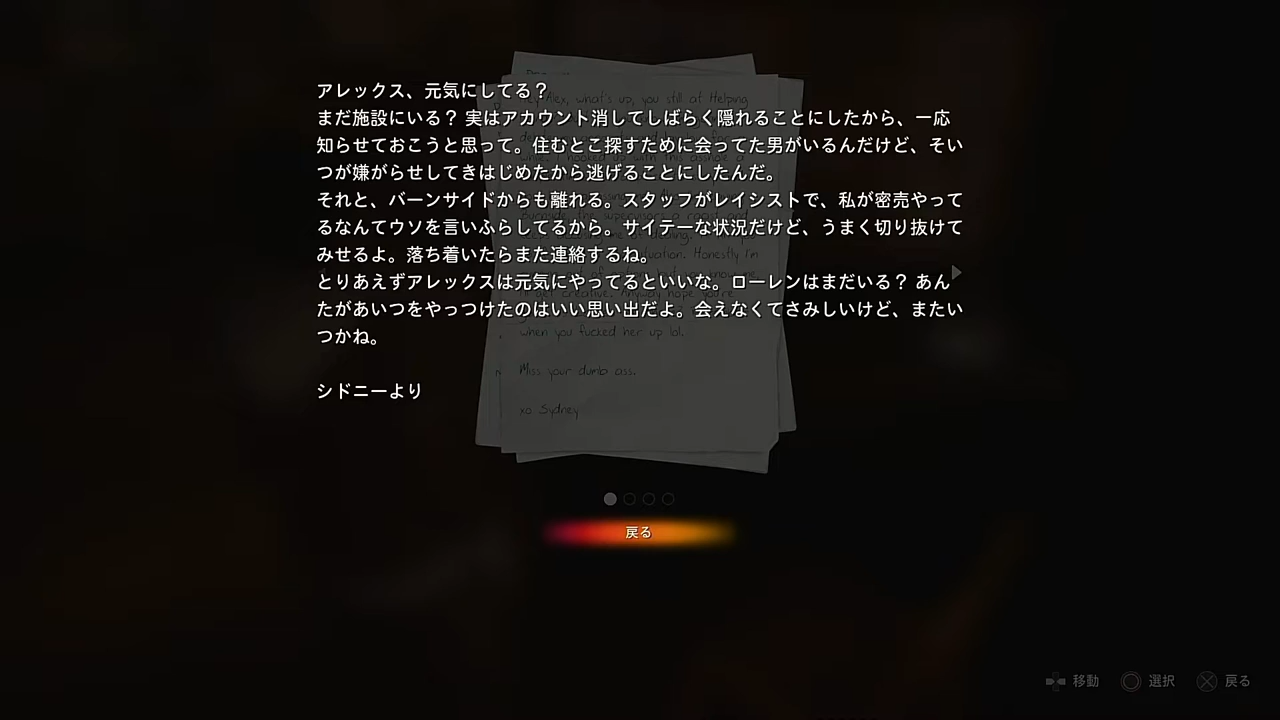 アレックス、元気にしてる？
まだ施設にいる？ 実はアカウント消してしばらく隠れることにしたから、一応
知らせておこうと思って。住むとこ探すために会ってた男がいるんだけど、そい
つが嫌がらせしてきはじめたから逃げることにしたんだ。
それと、バーンサイドからも離れる。スタッフがレイシストで、私が密売やって
るなんてウソを言いふらしてるから。サイテーな状況だけど、うまく切り抜けて
みせるよ。落ち着いたらまた連絡するね。
とりあえずアレックスは元気にやってるといいな。ローレンはまだいる？ あん
たがあいつをやっつけたのはいい思い出だよ。会えなくてさみしいけど、またい
つかね。
シドニーより
Hey Alex, what's up, you still at Helping
when you fucked her up lol.
Miss your dumb ass.
xo Sydney
戻る
移動 選択 戻る